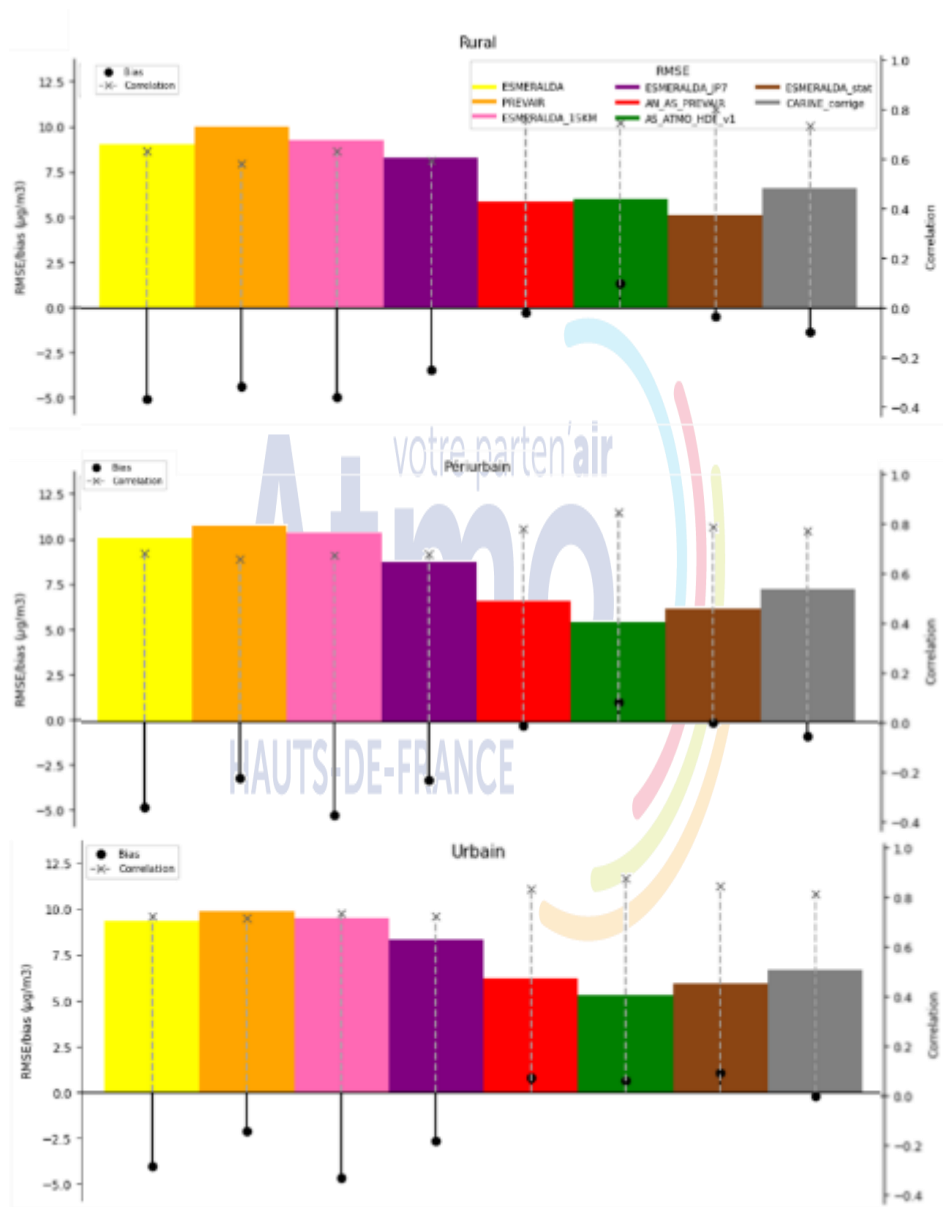 Rural
Bias
Correlation
RMSE
ESMERALDA
PREVAIR
ESMERALDA_15KM
ESMERALDA_JP7
AN_AS_PREVAIR
AS_ATMO_HDF_v1
ESMERALDA_stat
CARINE_corrige
12.5
10.0
7.5
5.0
2.5
0.0
−2.5
−5.0
RMSE/bias (µg/m3)
1.0
0.8
0.6
0.4
0.2
0.0
−0.2
−0.4
Correlation
votre parten'air
Atmo
HAUTS-DE-FRANCE
Périurbain
Bias
Correlation
12.5
10.0
7.5
5.0
2.5
0.0
−2.5
−5.0
RMSE/bias (µg/m3)
1.0
0.8
0.6
0.4
0.2
0.0
−0.2
−0.4
Correlation
Urbain
Bias
Correlation
12.5
10.0
7.5
5.0
2.5
0.0
−2.5
−5.0
RMSE/bias (µg/m3)
1.0
0.8
0.6
0.4
0.2
0.0
−0.2
−0.4
Correlation